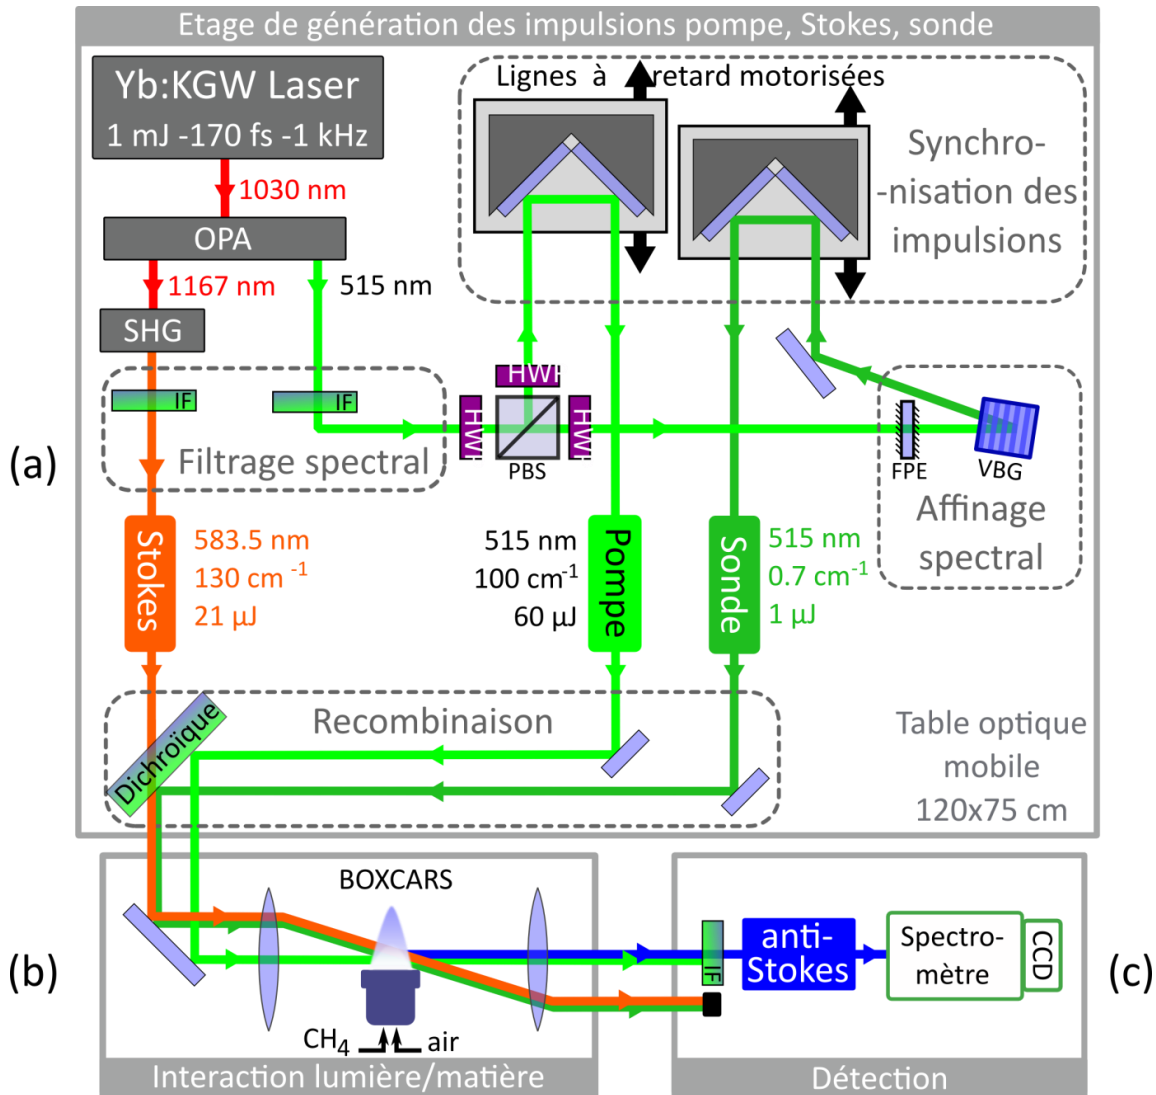 Etage de génération des impulsions pompe, Stokes, sonde
Yb:KGW Laser
1 mJ -170 fs -1 kHz
1030 nm
OPA
1167 nm
515 nm
SHG
IF
IF
Filtrage spectral
Lignes à retard motorisées
Synchro-
-nisation des
impulsions
HWP
HWP
HWP
PBS
FPE
VBG
Affinage
spectral
(a)
Stokes
583.5 nm
130 cm⁻¹
21 µJ
515 nm
100 cm⁻¹
60 µJ
Pompe
Sonde
515 nm
0.7 cm⁻¹
1 µJ
Recombinaison
Dichroïque
Table optique
mobile
120x75 cm
(b)
BOXCARS
CH₄
air
Interaction lumière/matière
IF
anti-
Stokes
Spectro-
mètre
CCD
(c)
Détection